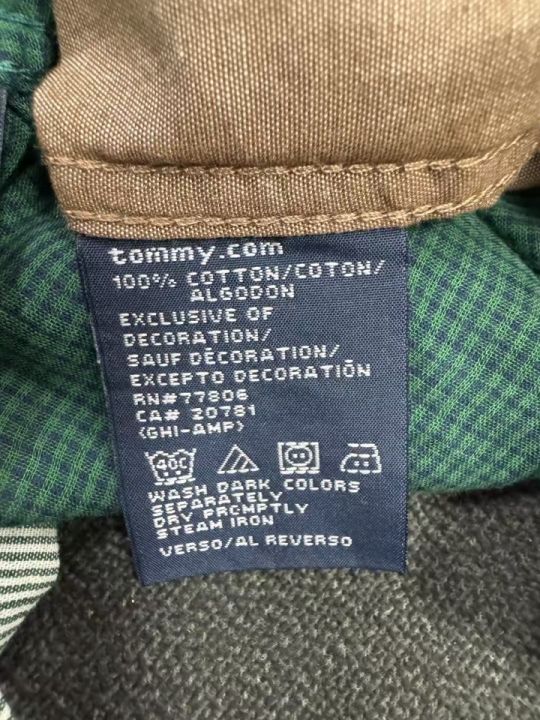 tommy.com
100% COTTON/COTON/
ALGODON
EXCLUSIVE OF
DECORATION/
SAUF DÉCORATION/
EXCEPTO DECORATIÓN
RN#77806
CA# 20781
(GHI-AMP)
40C
WASH DARK COLORS
SEPARATELY
DRY PROMPTLY
STEAM IRON
VERSO/AL REVERSO